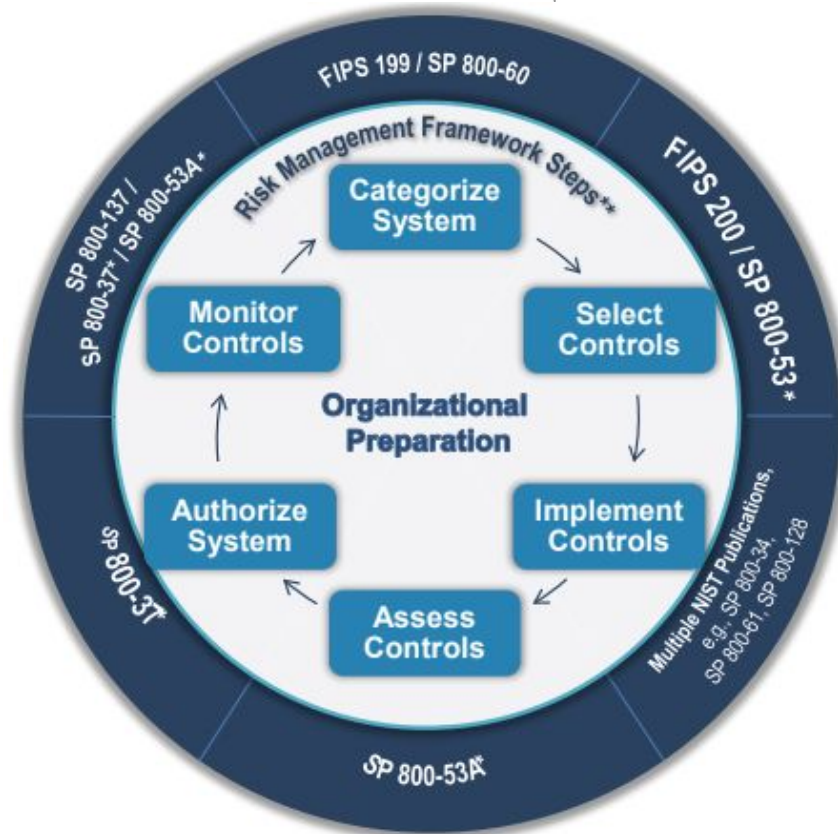 FIPS 199 / SP 800-60
Risk Management Framework Steps**
Categorize
System
FIPS 200 / SP 800-53*
Select
Controls
Multiple NIST Publications,
e.g., SP 800-34,
SP 800-61, SP 800-128
Implement
Controls
SP 800-53A*
Assess
Controls
SP 800-37*
Authorize
System
SP 800-137 /
SP 800-37* / SP 800-53A*
Monitor
Controls
Organizational
Preparation